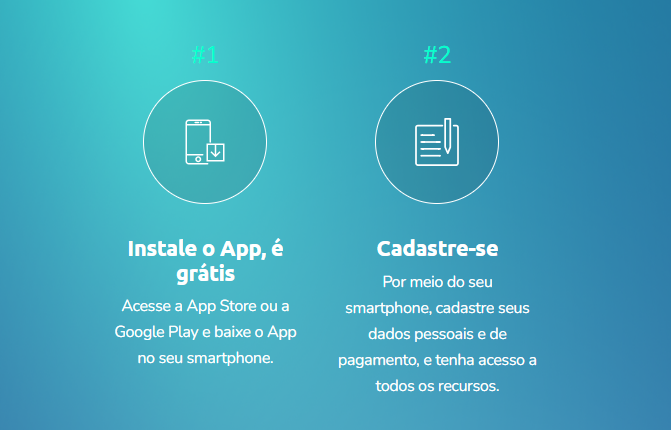 #1
Instale o App, é
grátis
Acesse a App Store ou a
Google Play e baixe o App
no seu smartphone.
#2
Cadastre-se
Por meio do seu
smartphone, cadastre seus
dados pessoais e de
pagamento, e tenha acesso a
todos os recursos.